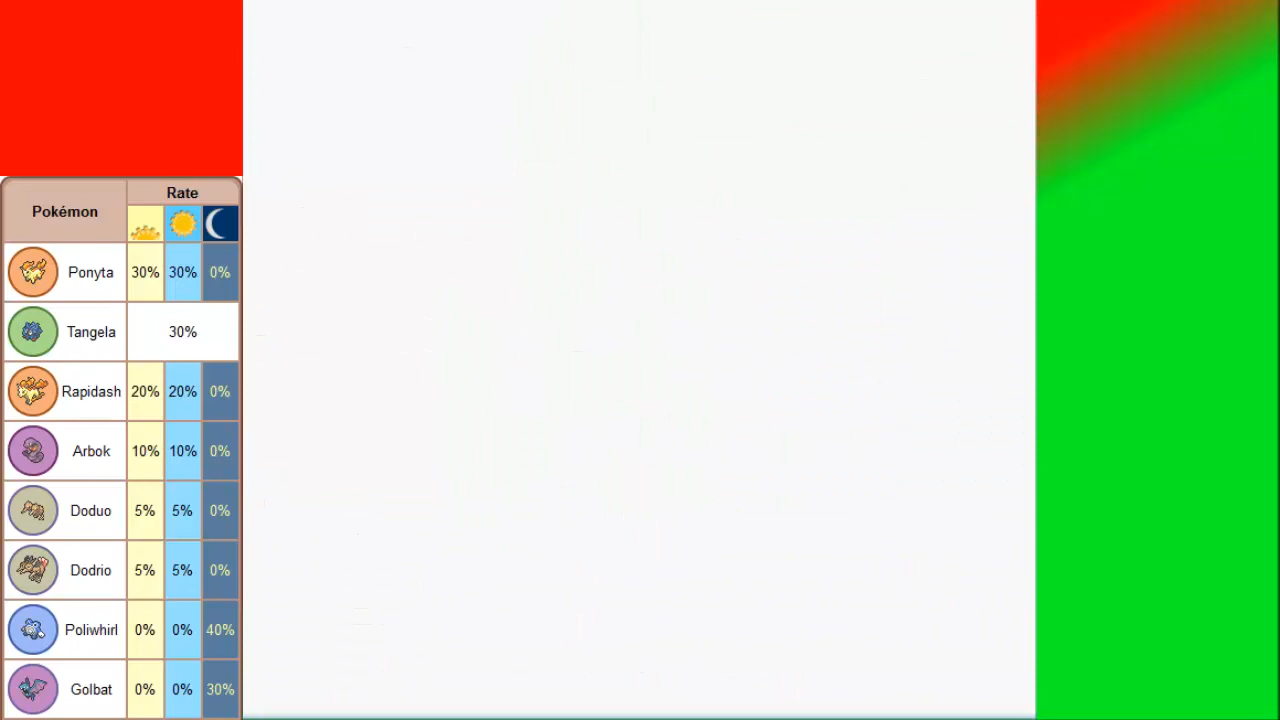 Pokémon Rate
Ponyta 30% 30% 0%
Tangela 30%
Rapidash 20% 20% 0%
Arbok 10% 10% 0%
Doduo 5% 5% 0%
Dodrio 5% 5% 0%
Poliwhirl 0% 0% 40%
Golbat 0% 0% 30%